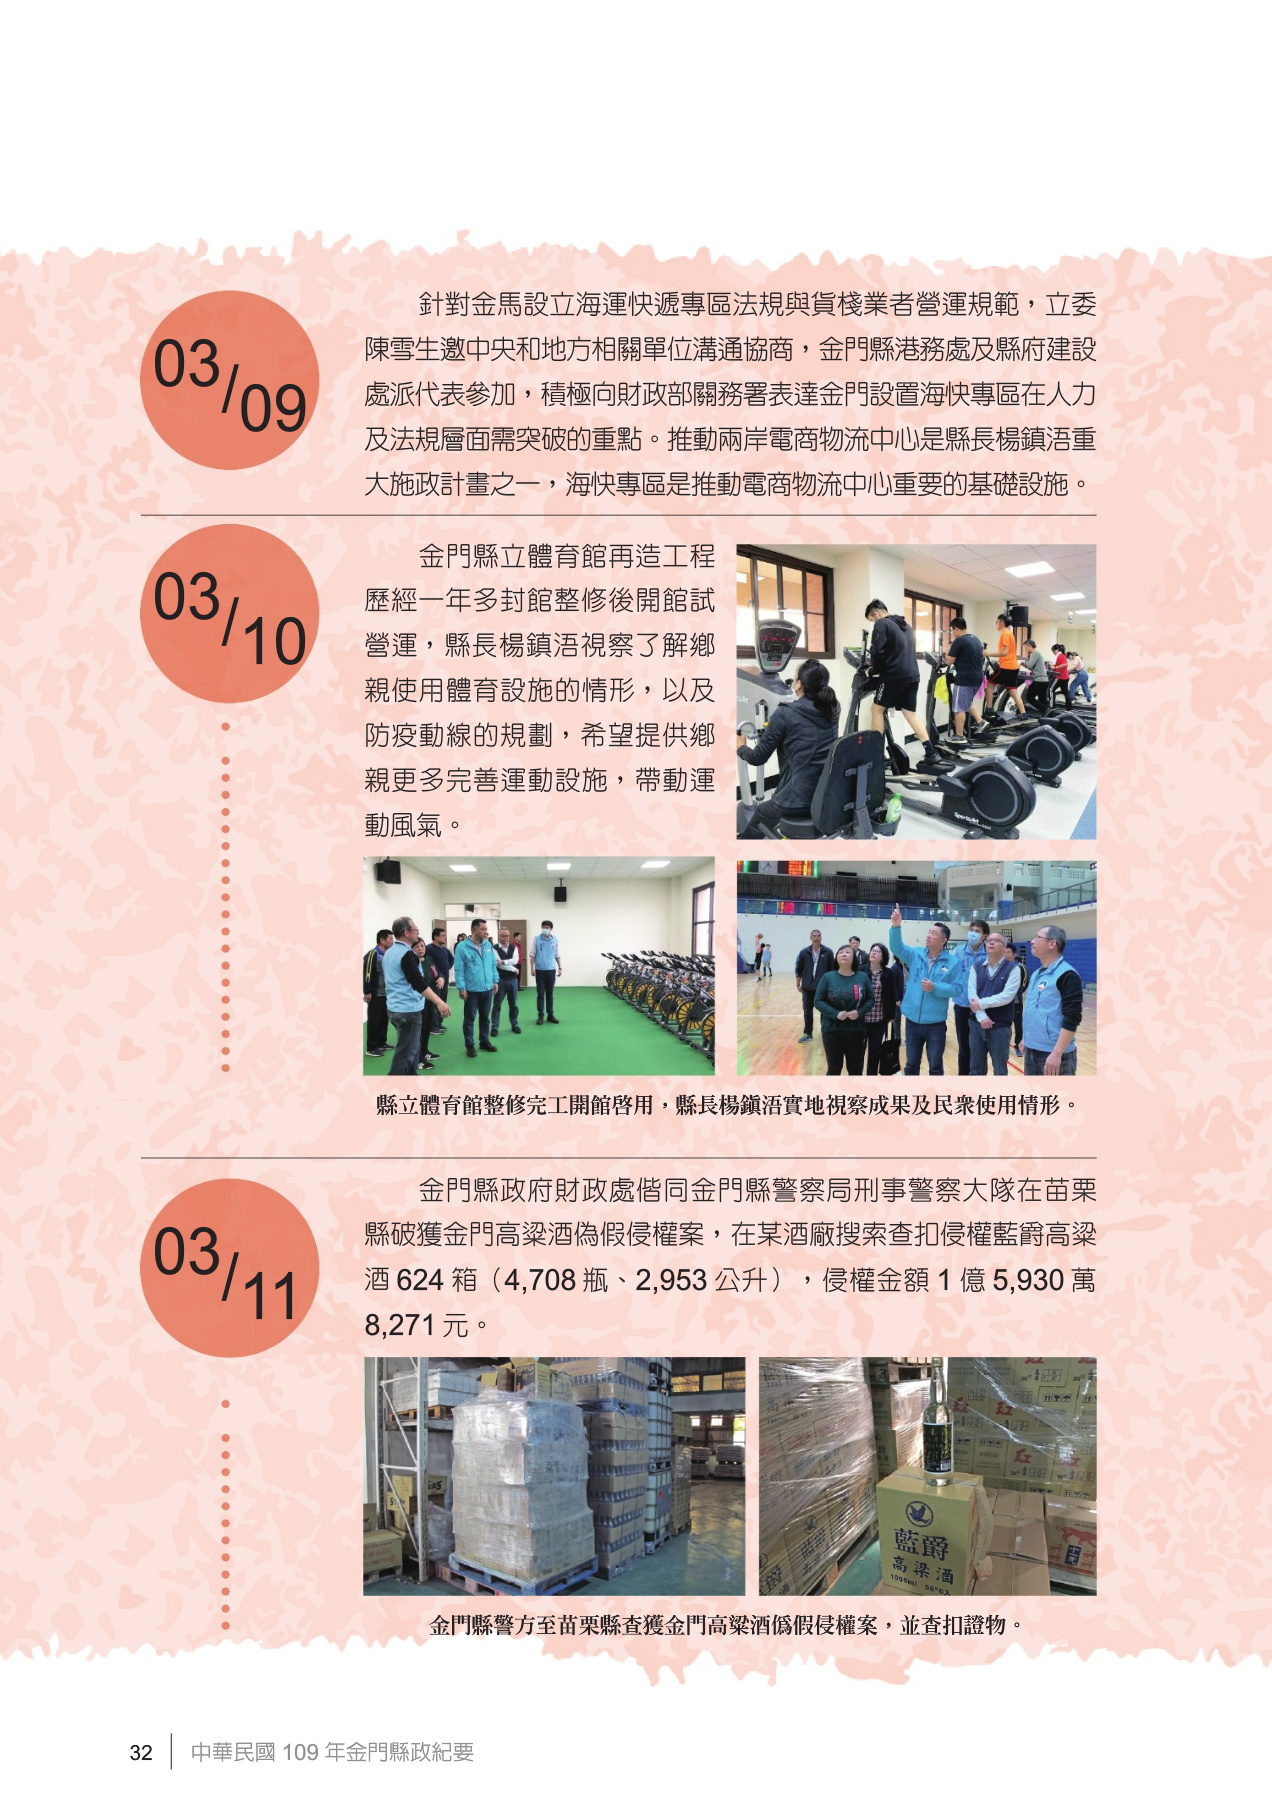 03/09
針對金馬設立海運快遞專區法規與貨棧業者營運規範，立委
陳雪生邀中央和地方相關單位溝通協商，金門縣港務處及縣府建設
處派代表參加，積極向財政部關務署表達金門設置海快專區在人力
及法規層面需突破的重點。推動兩岸電商物流中心是縣長楊鎮浯重
大施政計畫之一，海快專區是推動電商物流中心重要的基礎設施。
03/10
金門縣立體育館再造工程
歷經一年多封館整修後開館試
營運，縣長楊鎮浯視察了解鄉
親使用體育設施的情形，以及
防疫動線的規劃，希望提供鄉
親更多完善運動設施，帶動運
動風氣。
縣立體育館整修完工開館啓用，縣長楊鎭浯實地視察成果及民衆使用情形。
03/11
金門縣政府財政處偕同金門縣警察局刑事警察大隊在苗栗
縣破獲金門高粱酒偽假侵權案，在某酒廠搜索查扣侵權藍爵高粱
酒 624 箱（4,708 瓶、2,953 公升），侵權金額 1 億 5,930 萬
8,271 元。
藍爵
高梁酒
金門縣警方至苗栗縣查獲金門高粱酒僞假侵權案，並查扣證物。
32
中華民國 109 年金門縣政紀要